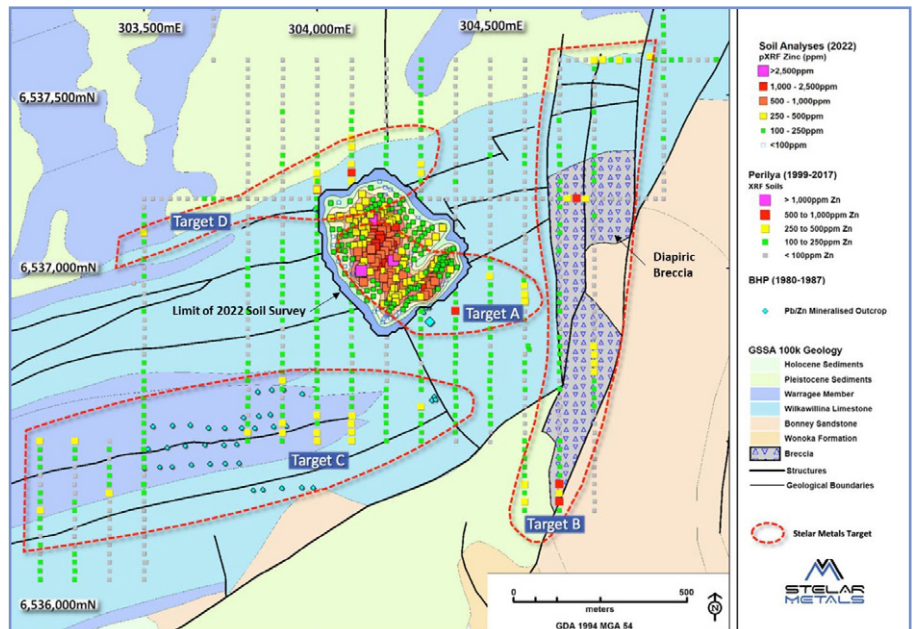 303,500mE
304,000mE
304,500mE
6,537,500mN
6,537,000mN
6,536,000mN
Target D
Limit of 2022 Soil Survey
Target A
Diapiric
Breccia
Target C
Target B
0
500
meters
GDA 1994 MGA 54
N
Soil Analyses (2022)
pXRF Zinc (ppm)
>2,500ppm
1,000 - 2,500ppm
500 - 1,000ppm
250 - 500ppm
100 - 250ppm
<100ppm
Perilya (1999-2017)
XRF Soils
> 1,000ppm Zn
500 to 1,000ppm Zn
250 to 500ppm Zn
100 to 250ppm Zn
< 100ppm Zn
BHP (1980-1987)
Pb/Zn Mineralised Outcrop
GSSA 100k Geology
Holocene Sediments
Pleistocene Sediments
Warragee Member
Wilkawillina Limestone
Bonney Sandstone
Wonoka Formation
Breccia
Structures
Geological Boundaries
Stelar Metals Target
STELAR
METALS